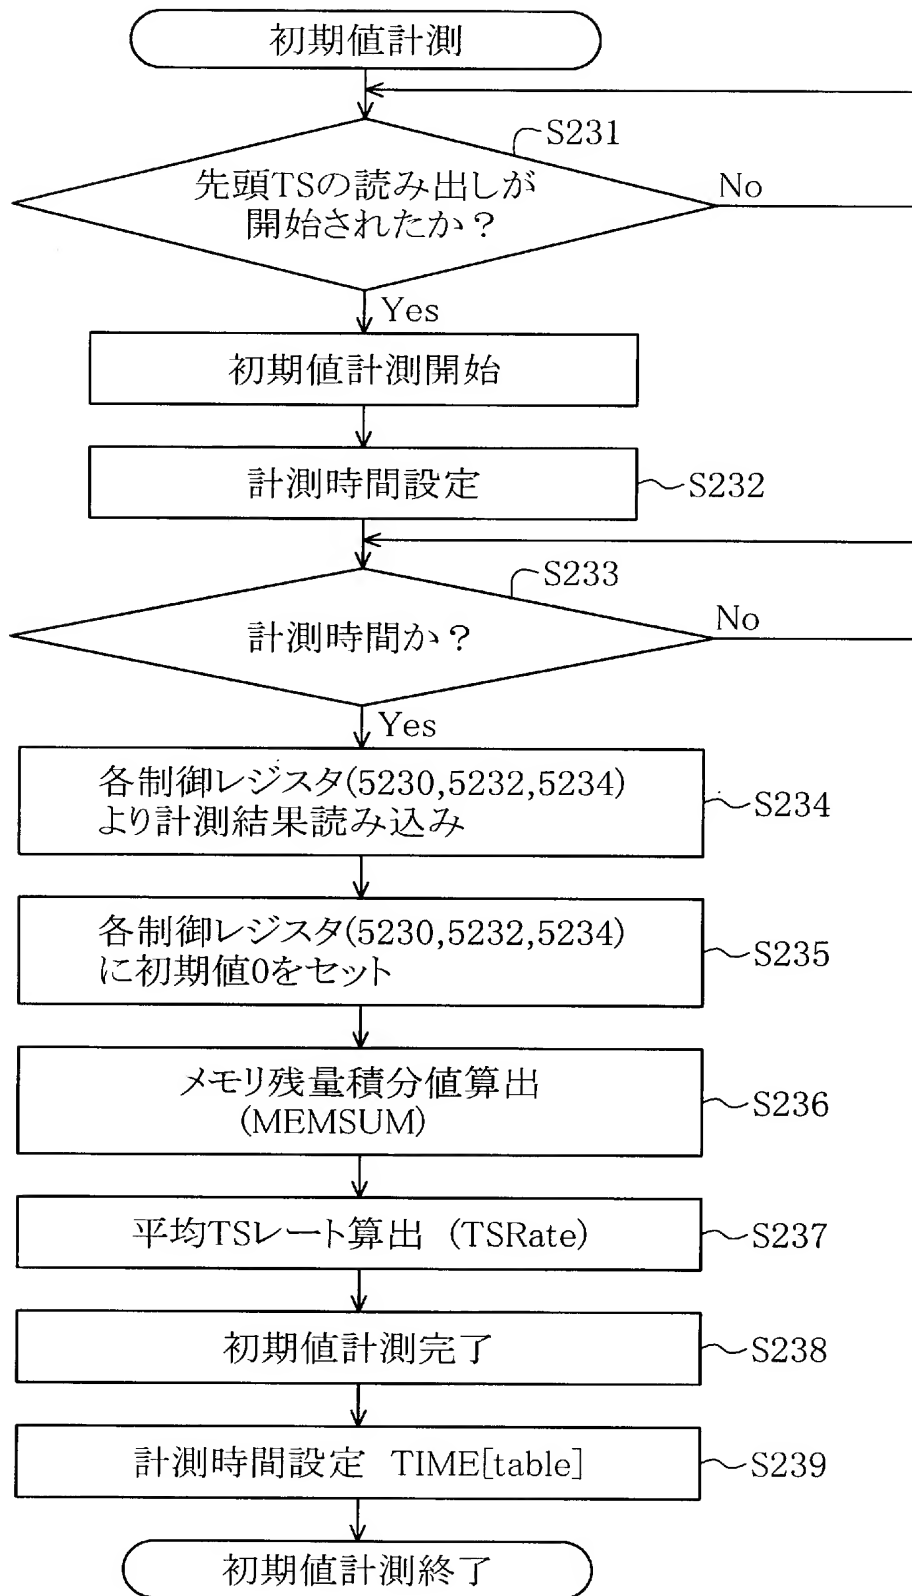 初期値計測
S231
先頭TSの読み出しが
開始されたか？
No
Yes
初期値計測開始
計測時間設定
S232
S233
計測時間か？
No
Yes
各制御レジスタ(5230,5232,5234)
より計測結果読み込み
S234
各制御レジスタ(5230,5232,5234)
に初期値0をセット
S235
メモリ残量積分値算出
(MEMSUM)
S236
平均TSレート算出 (TSRate)
S237
初期値計測完了
S238
計測時間設定 TIME[table]
S239
初期値計測終了